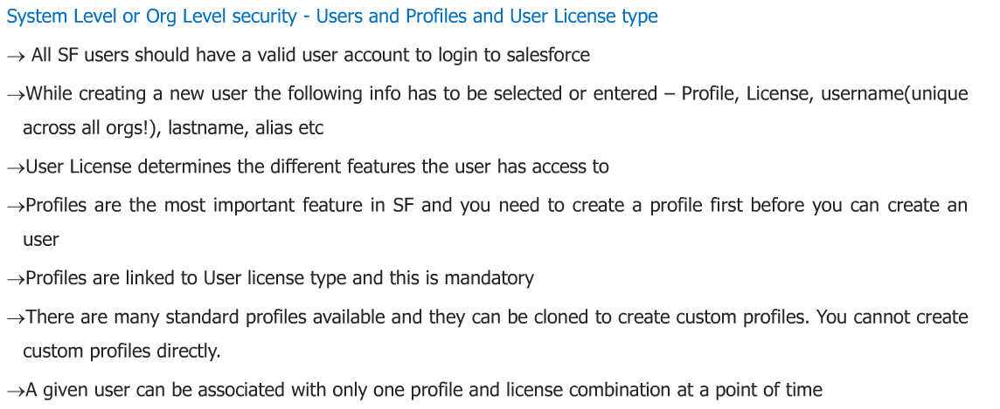 System Level or Org Level security - Users and Profiles and User License type
→ All SF users should have a valid user account to login to salesforce
→While creating a new user the following info has to be selected or entered – Profile, License, username(unique
across all orgs!), lastname, alias etc
→User License determines the different features the user has access to
→Profiles are the most important feature in SF and you need to create a profile first before you can create an
user
→Profiles are linked to User license type and this is mandatory
→There are many standard profiles available and they can be cloned to create custom profiles. You cannot create
custom profiles directly.
→A given user can be associated with only one profile and license combination at a point of time